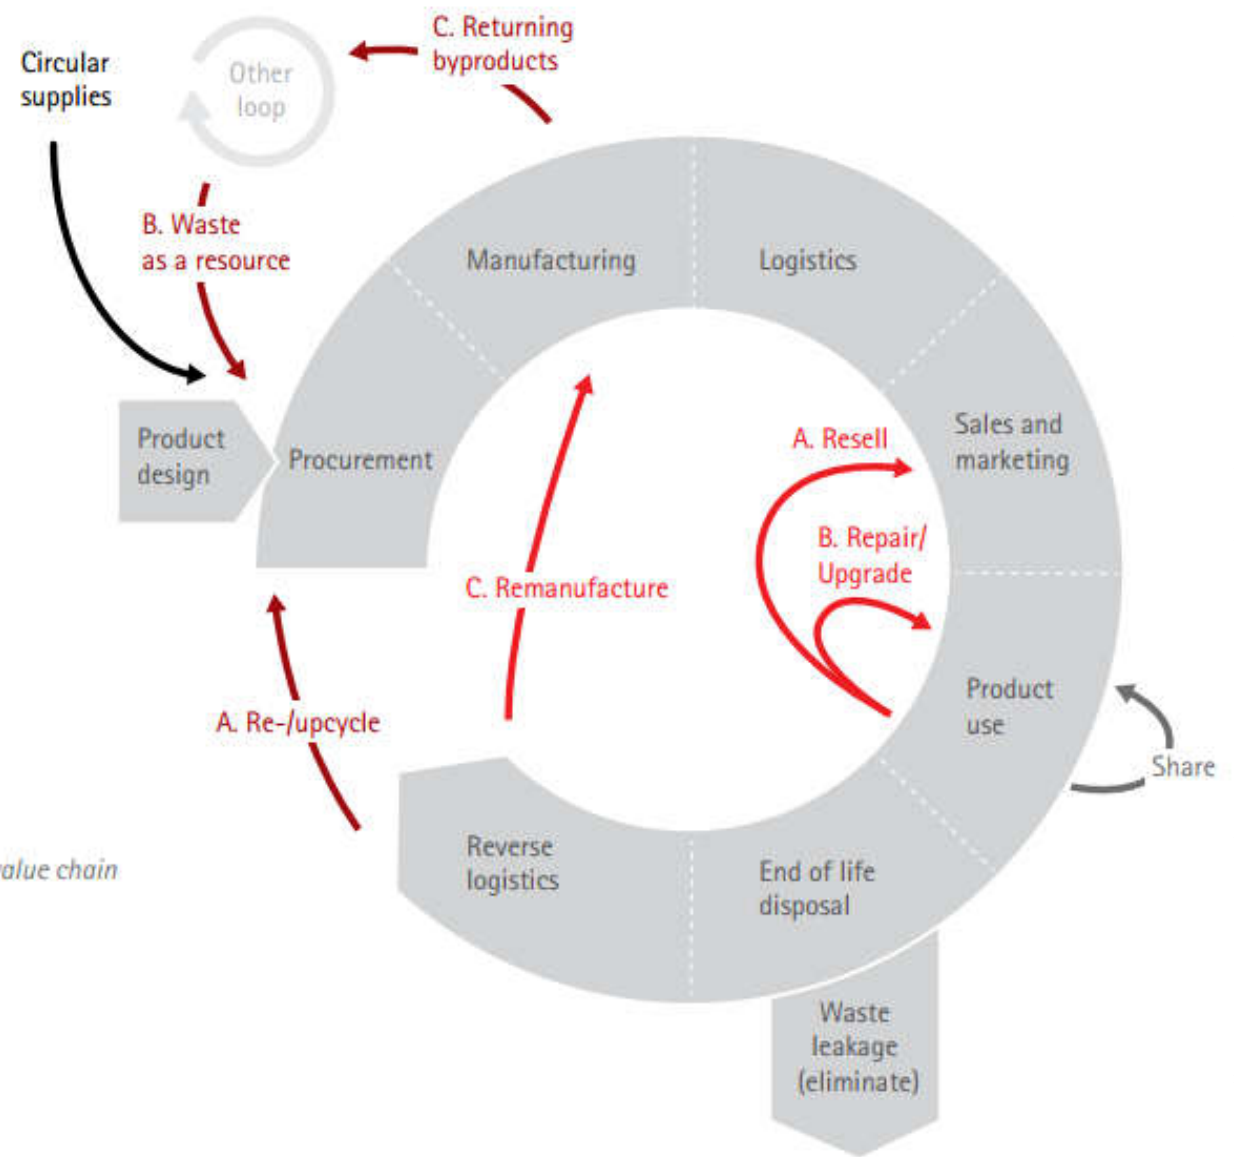 C. Returning
byproducts
Circular
supplies
Other
loop
B. Waste
as a resource
Manufacturing
Logistics
Product
design
Procurement
Sales and
marketing
A. Resell
B. Repair/
Upgrade
C. Remanufacture
Product
use
Share
A. Re-/upcycle
Reverse
logistics
End of life
disposal
value chain
Waste
leakage
(eliminate)